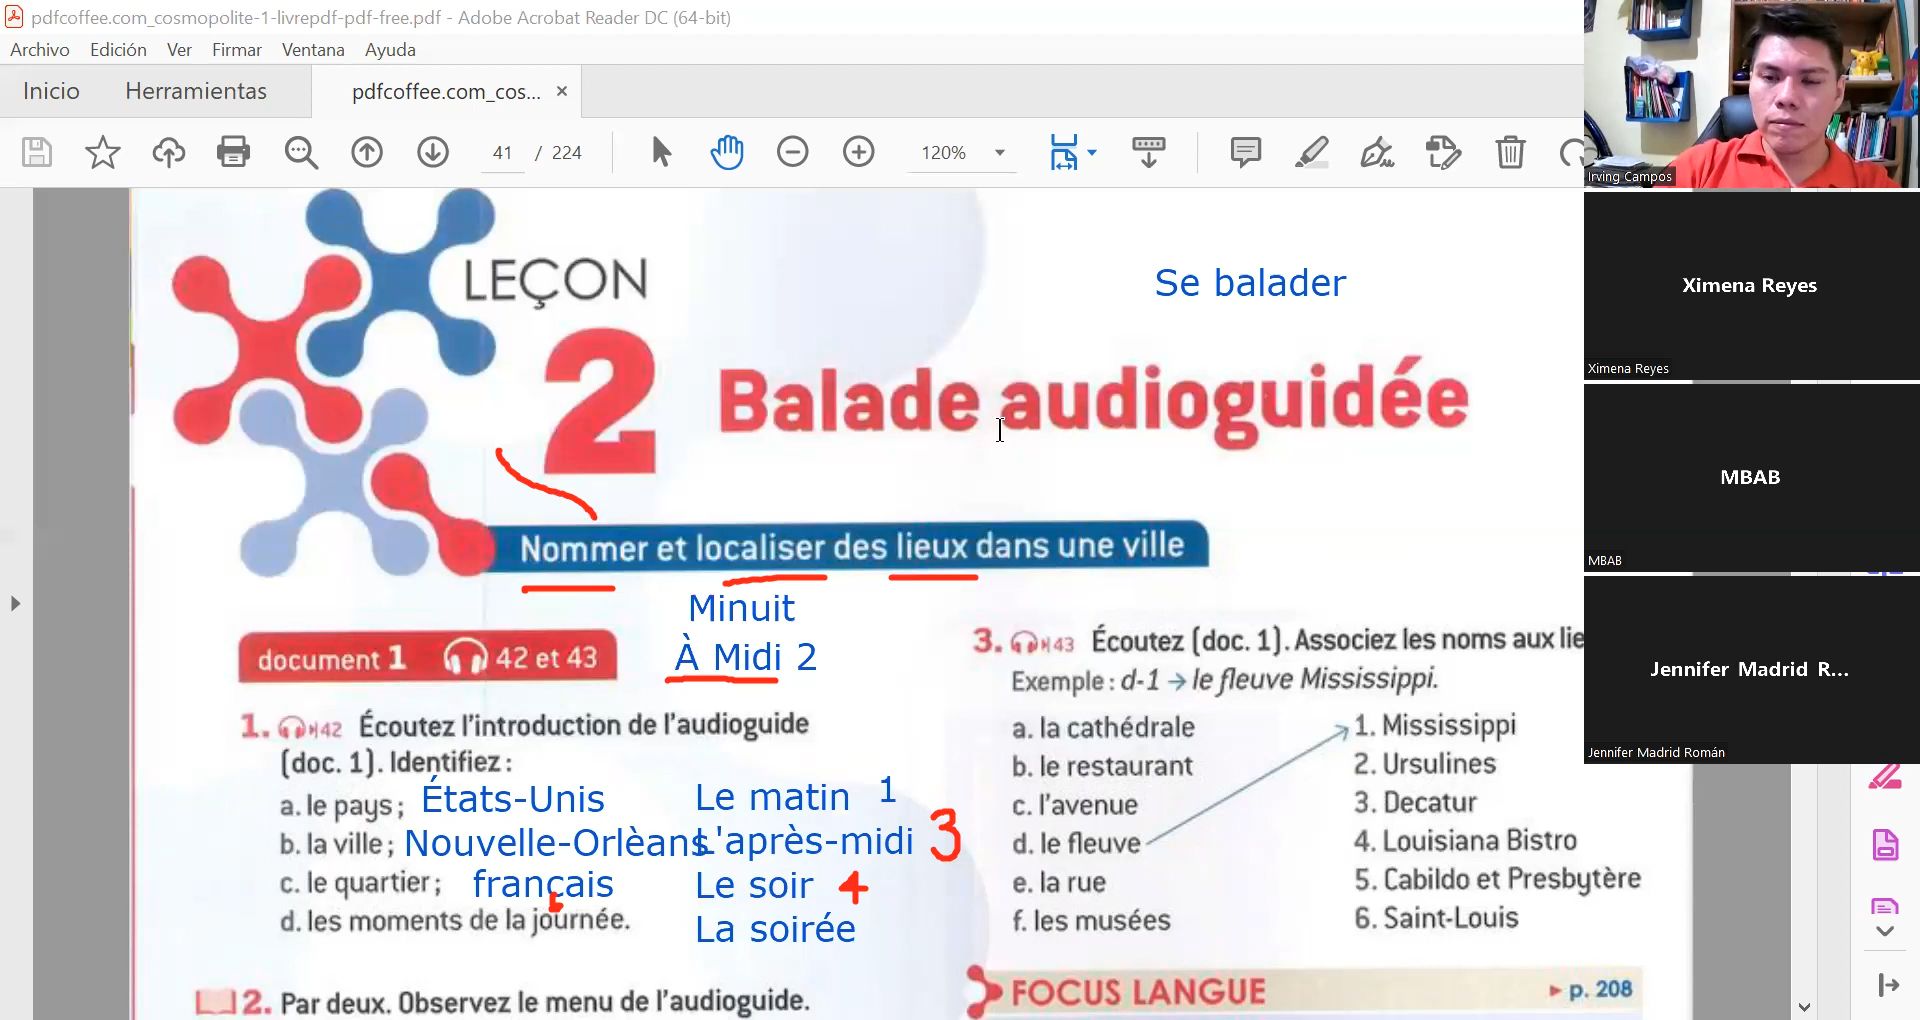 pdfcoffee.com_cosmopolite-1-livrepdf-pdf-free.pdf - Adobe Acrobat Reader DC (64-bit)
Archivo Edición Ver Firmar Ventana Ayuda
Inicio Herramientas pdfcoffee.com_cos... ×
41 / 224 120%
Irving Campos
Ximena Reyes
Ximena Reyes
MBAB
MBAB
Jennifer Madrid R...
Jennifer Madrid Román
LEÇON
2
Se balader
Balade audioguidée
Nommer et localiser des lieux dans une ville
Minuit
À Midi 2
document 1 42 et 43
1. 42 Écoutez l'introduction de l'audioguide
(doc. 1). Identifiez :
a. le pays ; États-Unis
b. la ville ; Nouvelle-Orlèans
c. le quartier ; français
d. les moments de la journée.
Le matin 1
L'après-midi 3
Le soir 4
La soirée
2. Par deux. Observez le menu de l'audioguide.
3. 43 Écoutez (doc. 1). Associez les noms aux lie
Exemple : d-1 → le fleuve Mississippi.
a. la cathédrale
b. le restaurant
c. l'avenue
d. le fleuve
e. la rue
f. les musées
1. Mississippi
2. Ursulines
3. Decatur
4. Louisiana Bistro
5. Cabildo et Presbytère
6. Saint-Louis
FOCUS LANGUE ► p. 208